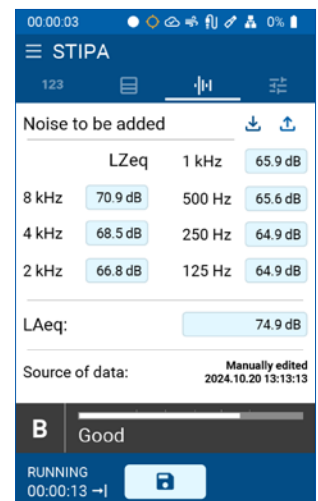 00:00:03 0%
STIPA
123
Noise to be added
LZeq 1 kHz 65.9 dB
8 kHz 70.9 dB 500 Hz 65.6 dB
4 kHz 68.5 dB 250 Hz 64.9 dB
2 kHz 66.8 dB 125 Hz 64.9 dB
LAeq: 74.9 dB
Source of data: Manually edited
2024.10.20 13:13:13
B Good
RUNNING
00:00:13